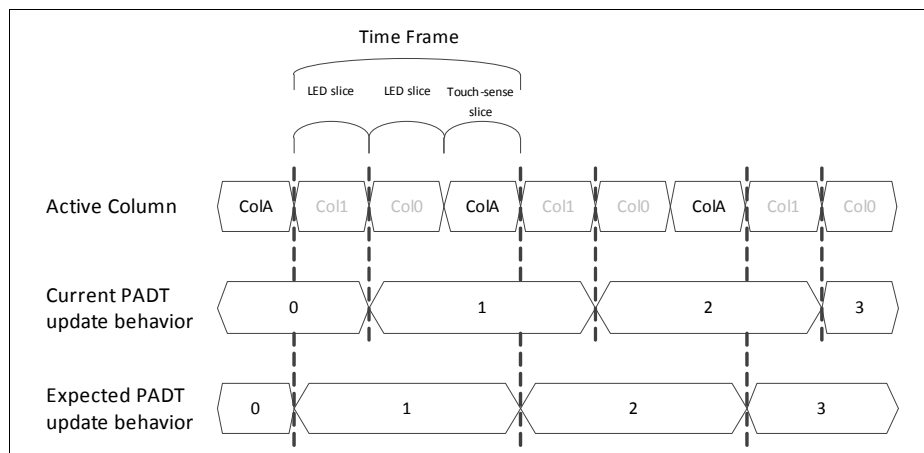 Time Frame
LED slice LED slice Touch-sense
slice
Active Column ColA Col1 Col0 ColA Col1 Col0 ColA Col1 Col0
Current PADT
update behavior 0 1 2 3
Expected PADT
update behavior 0 1 2 3